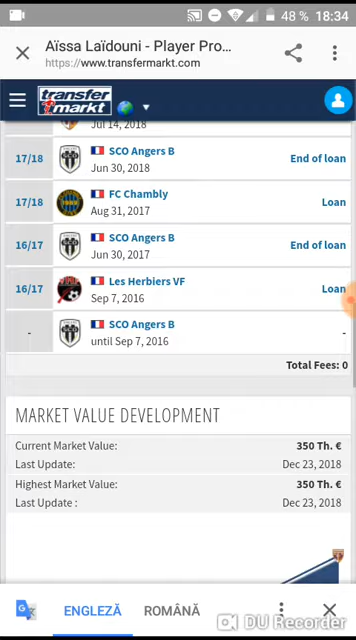 48 % 18:34
Aïssa Laïdouni - Player Pro...
https://www.transfermarkt.com
transfer
markt
Jul 14, 2018
17/18 SCO Angers B End of loan
Jun 30, 2018
17/18 FC Chambly Loan
Aug 31, 2017
16/17 SCO Angers B End of loan
Jun 30, 2017
16/17 Les Herbiers VF Loan
Sep 7, 2016
- SCO Angers B -
until Sep 7, 2016
Total Fees: 0
MARKET VALUE DEVELOPMENT
Current Market Value: 350 Th. €
Last Update: Dec 23, 2018
Highest Market Value: 350 Th. €
Last Update : Dec 23, 2018
ENGLEZĂ ROMÂNĂ
DU Recorder